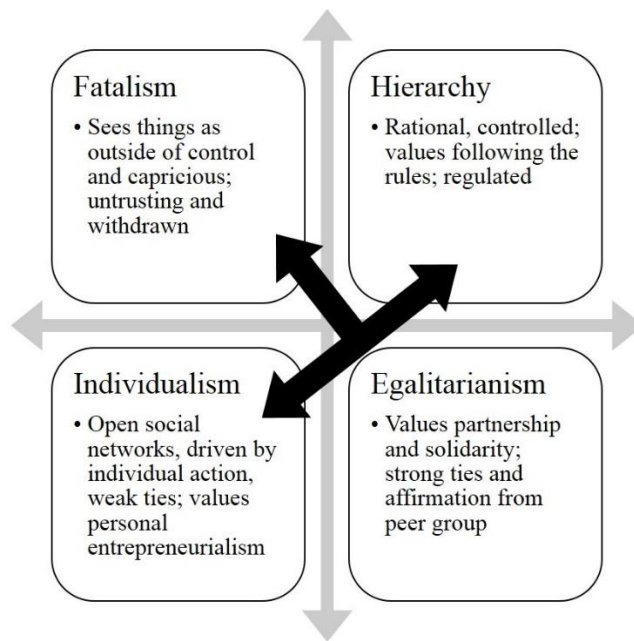 Fatalism
• Sees things as
outside of control
and capricious;
untrusting and
withdrawn
Hierarchy
• Rational, controlled;
values following the
rules; regulated
Individualism
• Open social
networks, driven by
individual action,
weak ties; values
personal
entrepreneurialism
Egalitarianism
• Values partnership
and solidarity;
strong ties and
affirmation from
peer group